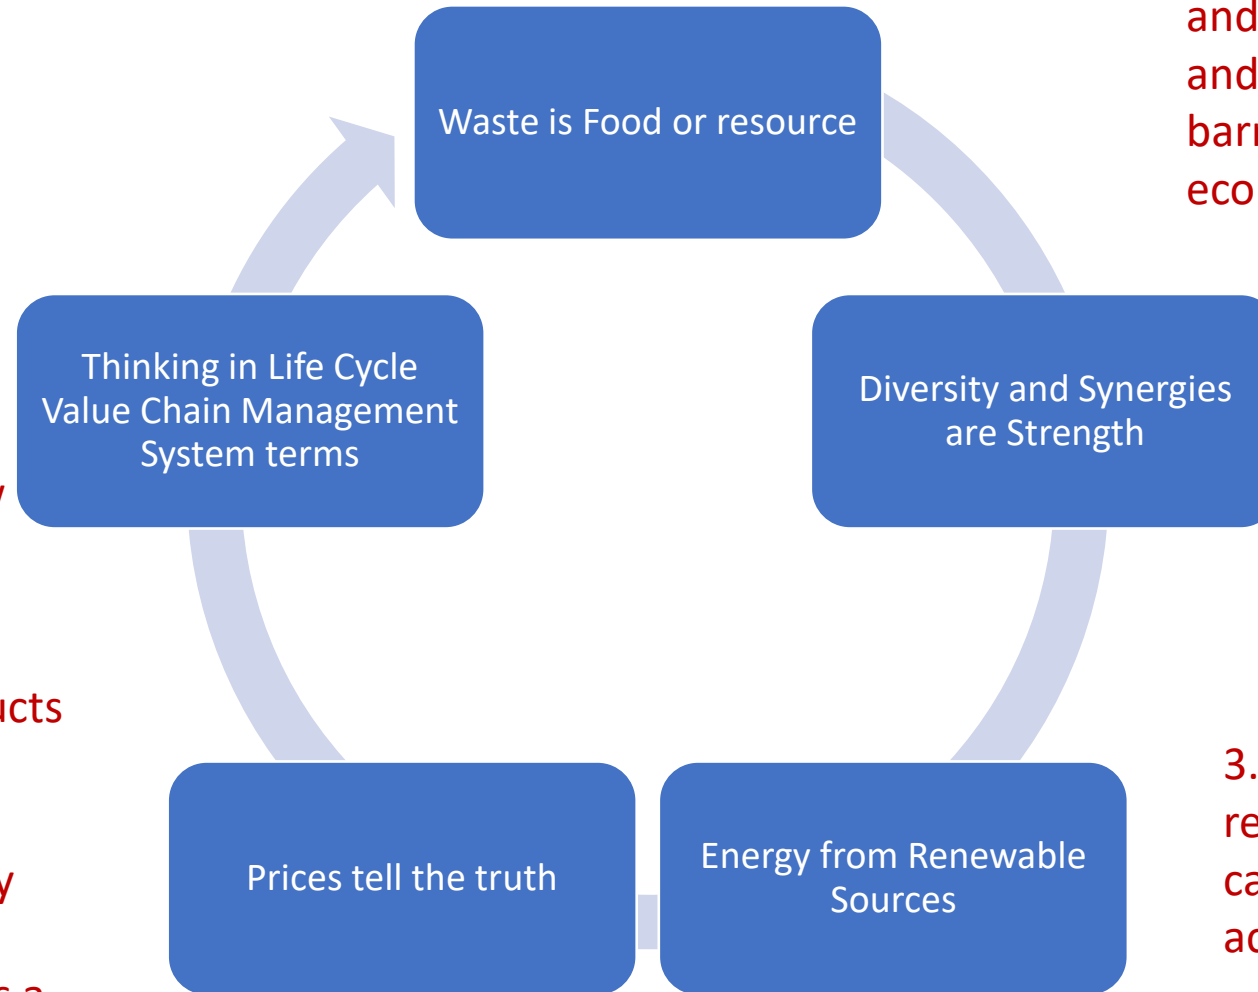 and
and
eco
Waste is Food or resource
Thinking in Life Cycle
Value Chain Management
System terms
Diversity and Synergies
are Strength
3.
Prices tell the truth
Energy from Renewable
Sources